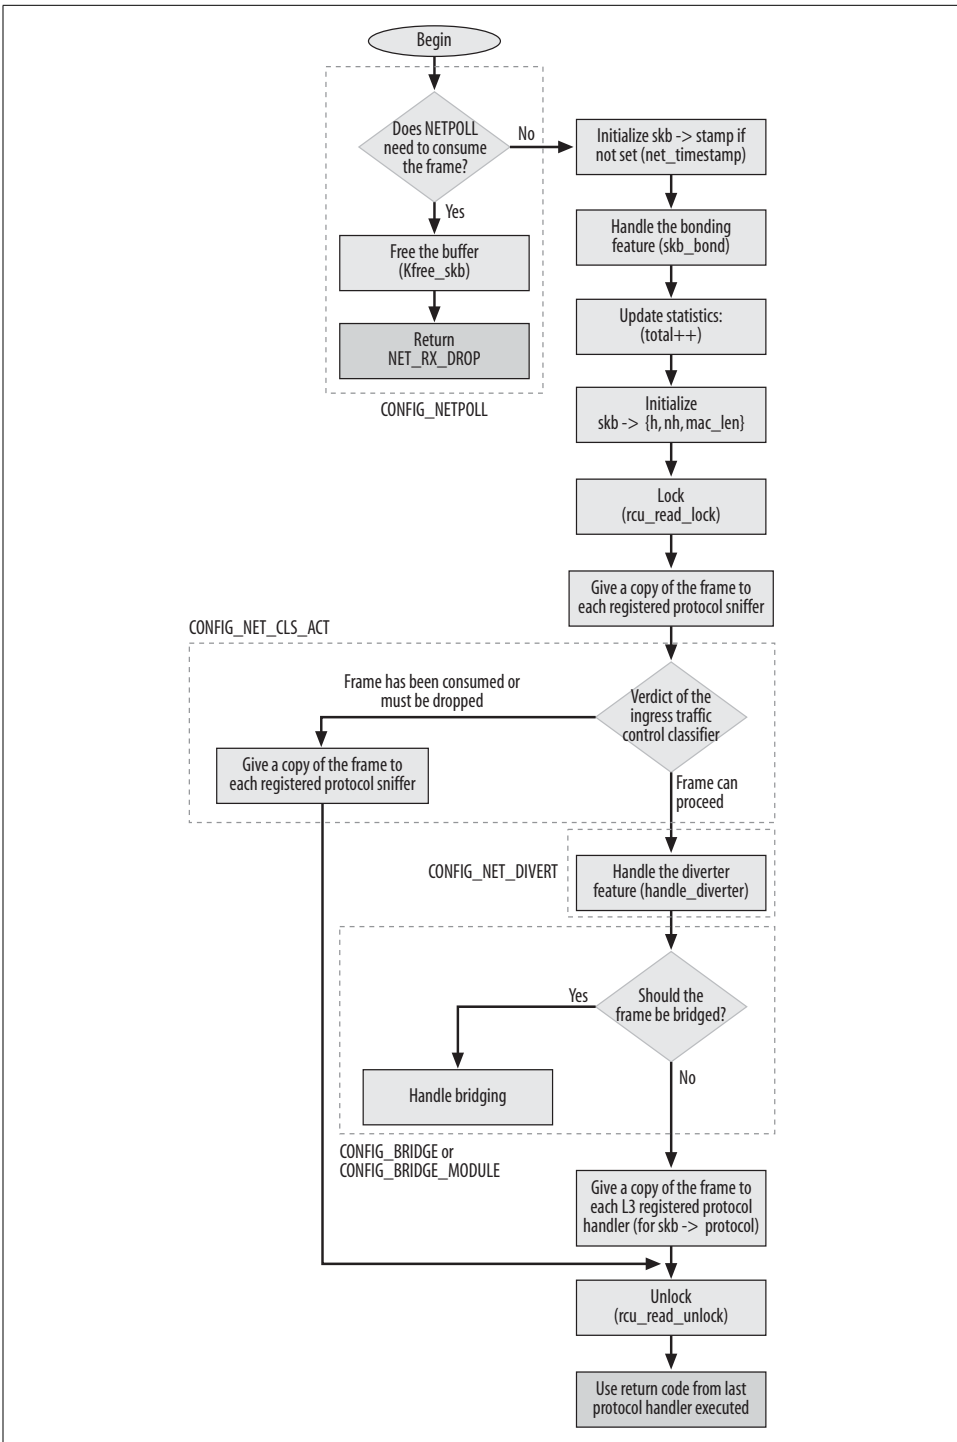 Begin
Does NETPOLL
need to consume
the frame?
No
Yes
Free the buffer
(Kfree_skb)
Return
NET_RX_DROP
CONFIG_NETPOLL
Initialize skb -> stamp if
not set (net_timestamp)
Handle the bonding
feature (skb_bond)
Update statistics:
(total++)
Initialize
skb -> {h, nh, mac_len}
Lock
(rcu_read_lock)
Give a copy of the frame to
each registered protocol sniffer
CONFIG_NET_CLS_ACT
Frame has been consumed or
must be dropped
Verdict of the
ingress traffic
control classifier
Give a copy of the frame to
each registered protocol sniffer
Frame can
proceed
CONFIG_NET_DIVERT
Handle the diverter
feature (handle_diverter)
Yes
Should the
frame be bridged?
No
Handle bridging
CONFIG_BRIDGE or
CONFIG_BRIDGE_MODULE
Give a copy of the frame to
each L3 registered protocol
handler (for skb -> protocol)
Unlock
(rcu_read_unlock)
Use return code from last
protocol handler executed